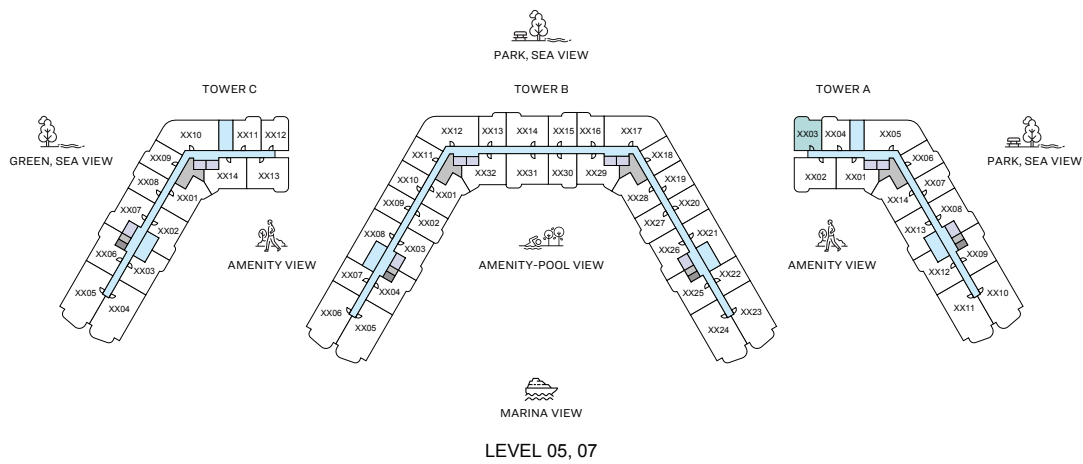 PARK, SEA VIEW
TOWER C
TOWER B
TOWER A
GREEN, SEA VIEW
PARK, SEA VIEW
XX10
XX11
XX12
XX09
XX14
XX13
XX08
XX01
XX07
XX02
XX06
XX03
XX05
XX04
AMENITY VIEW
XX12
XX13
XX14
XX15
XX16
XX17
XX11
XX32
XX31
XX30
XX29
XX18
XX10
XX01
XX28
XX19
XX09
XX02
XX27
XX20
XX08
XX03
XX26
XX21
XX07
XX04
XX25
XX22
XX06
XX05
XX24
XX23
AMENITY-POOL VIEW
XX03
XX04
XX05
XX02
XX01
XX06
XX14
XX07
XX13
XX08
XX12
XX09
XX11
XX10
AMENITY VIEW
MARINA VIEW
LEVEL 05, 07